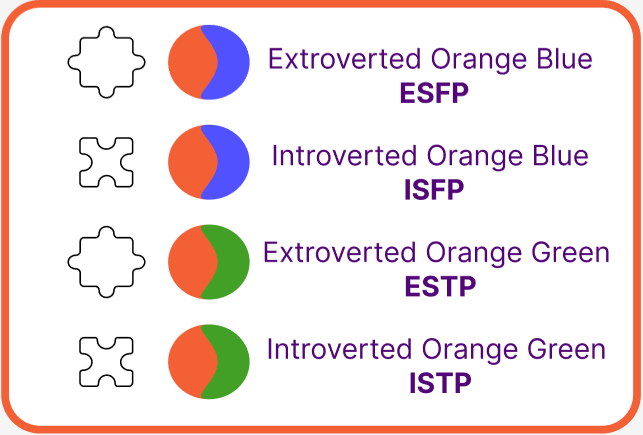 Extroverted Orange Blue
ESFP
Introverted Orange Blue
ISFP
Extroverted Orange Green
ESTP
Introverted Orange Green
ISTP